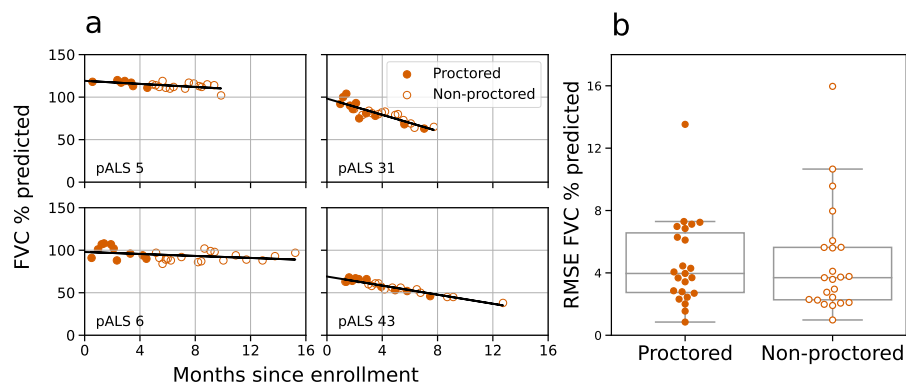 a
b
FVC % predicted
150
100
50
0
pALS 5
Proctored
Non-proctored
pALS 31
150
100
50
0
pALS 6
pALS 43
0 4 8 12 16 0 4 8 12 16
Months since enrollment
RMSE FVC % predicted
16
12
8
4
0
Proctored Non-proctored